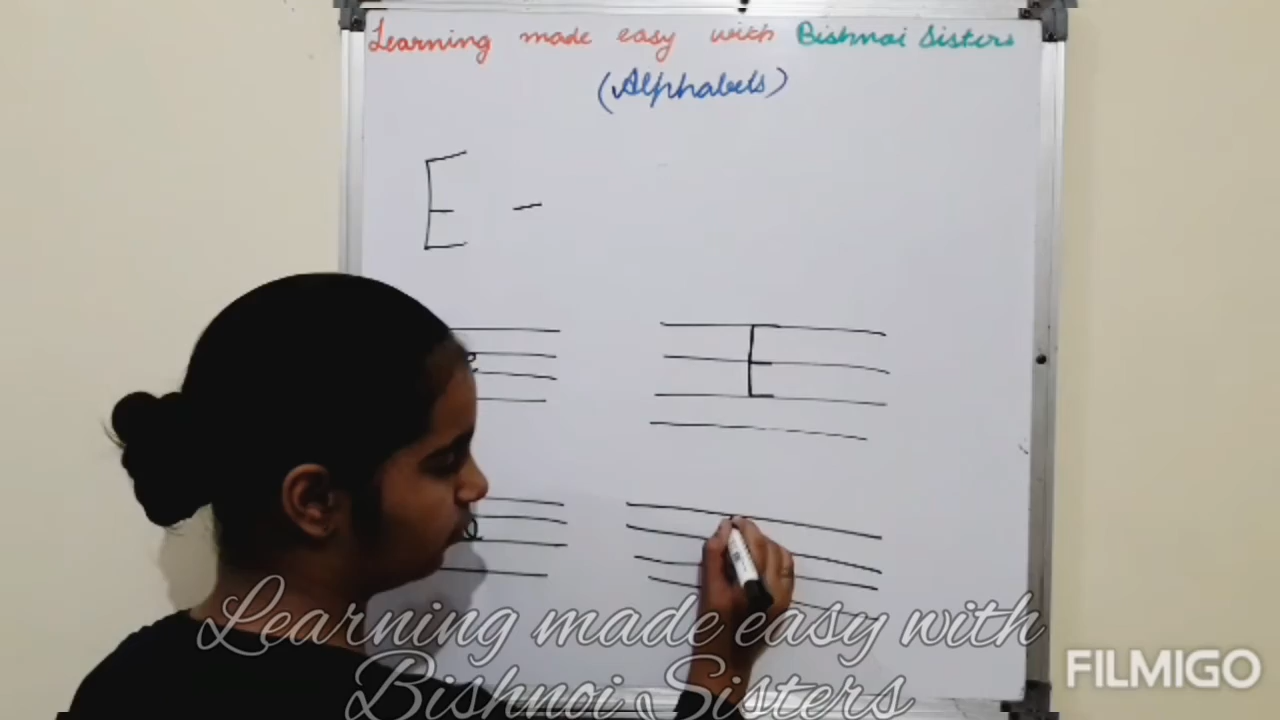 Learning made easy with Bishnoi Sisters
(Alphabets)
E -
e
E
e
Learning made easy with
Bishnoi Sisters
FILMIGO